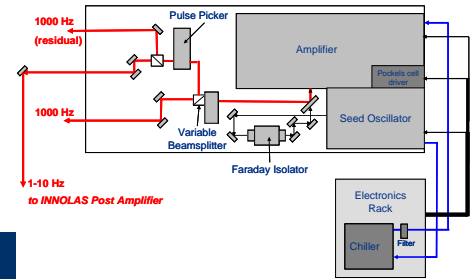 1000 Hz
(residual)
Pulse Picker
Amplifier
Pockels cell
driver
1000 Hz
Variable
Beamsplitter
Seed Oscillator
Faraday Isolator
1-10 Hz
to INNOLAS Post Amplifier
Electronics
Rack
Chiller
Filter